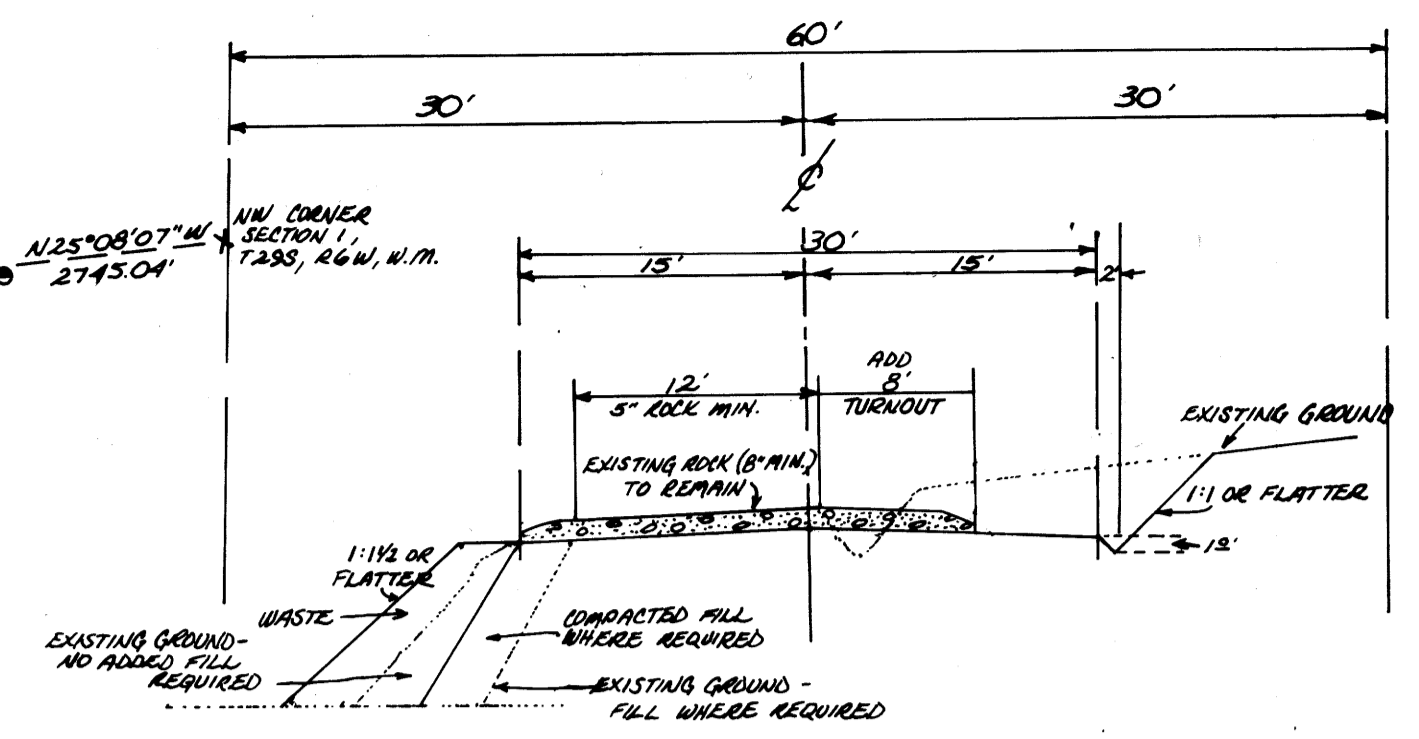 60'
30'
30'
℄
N25°08'07"W
2745.04'
NW CORNER
SECTION 1,
T29S, R6W, W.M.
30'
15'
15'
2'
12'
5" ROCK MIN.
ADD
8'
TURNOUT
EXISTING GROUND
EXISTING ROCK (8" MIN.)
TO REMAIN
1:1 OR FLATTER
1:1½ OR
FLATTER
WASTE
EXISTING GROUND-
NO ADDED FILL
REQUIRED
COMPACTED FILL
WHERE REQUIRED
EXISTING GROUND -
FILL WHERE REQUIRED